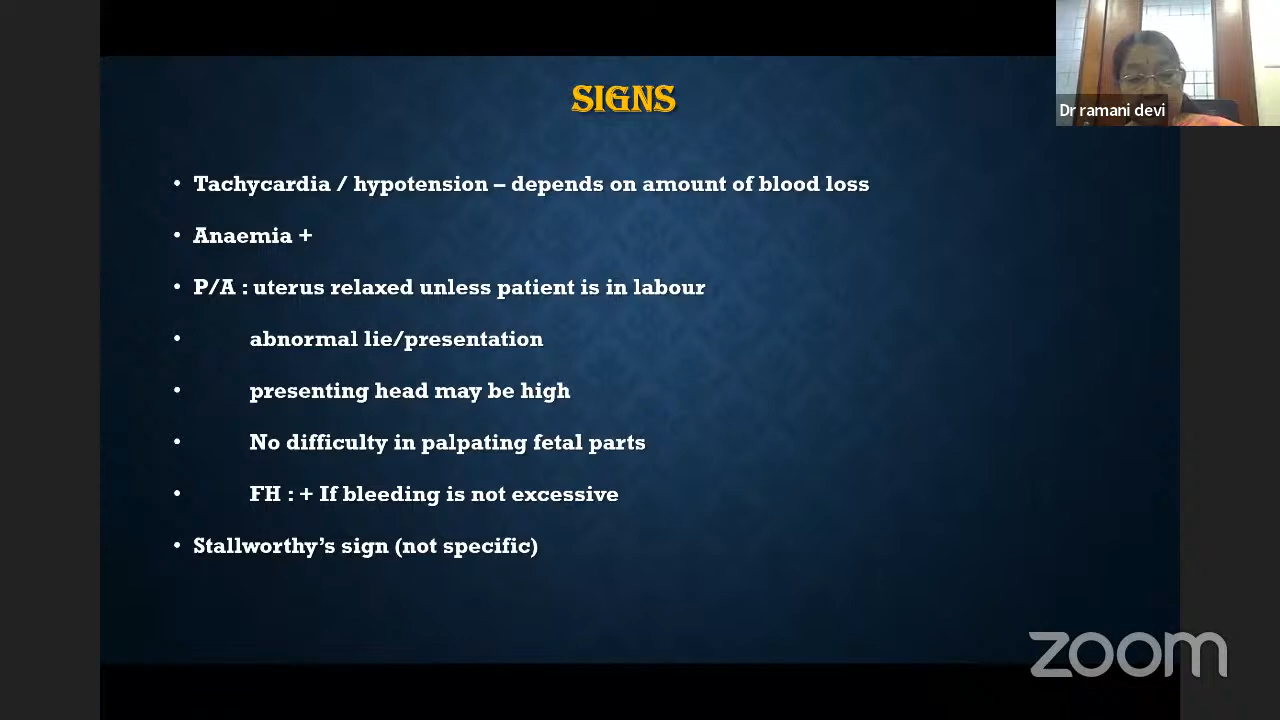 SIGNS
Dr ramani devi
• Tachycardia / hypotension – depends on amount of blood loss
• Anaemia +
• P/A : uterus relaxed unless patient is in labour
• abnormal lie/presentation
• presenting head may be high
• No difficulty in palpating fetal parts
• FH : + If bleeding is not excessive
• Stallworthy’s sign (not specific)
zoom